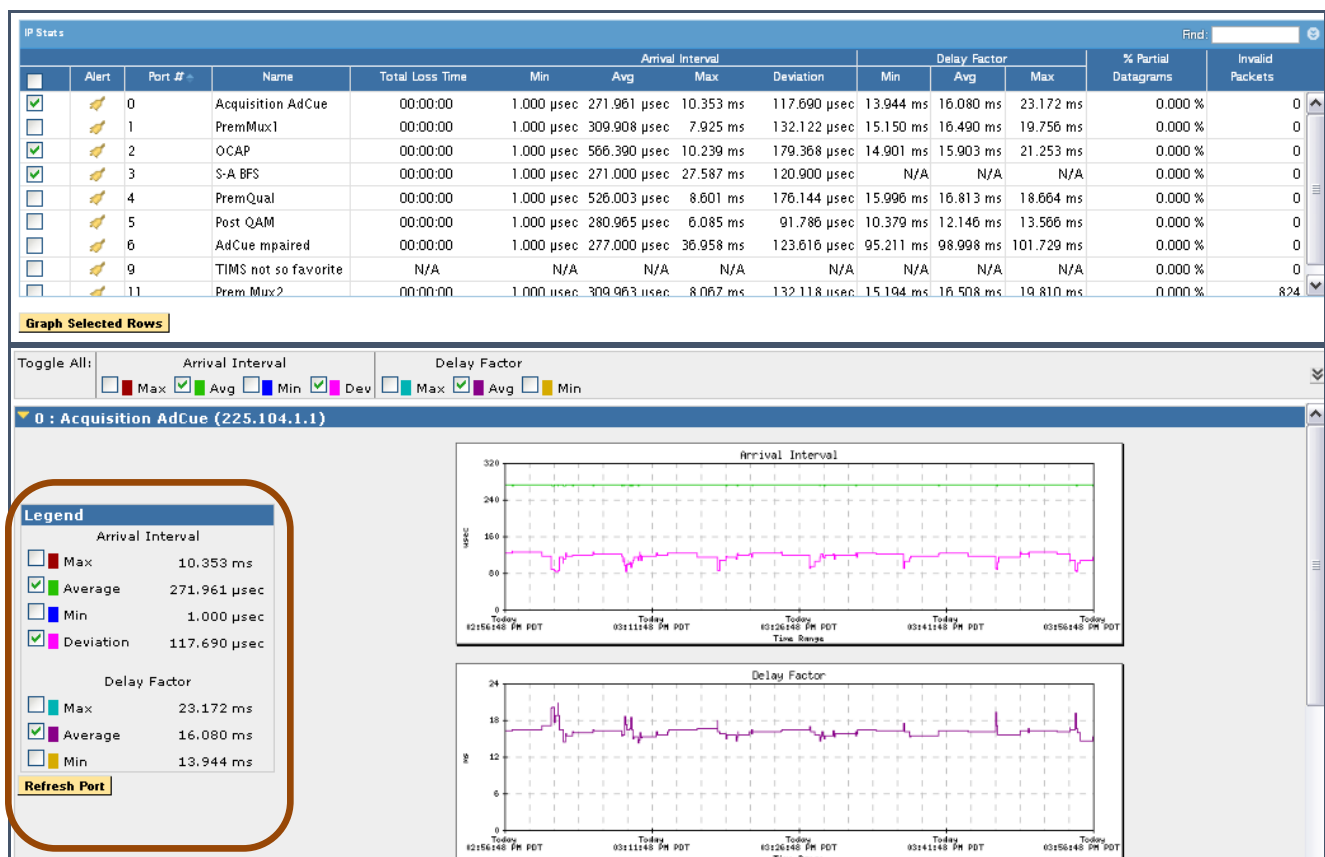 IP Stats Find:
Arrival Interval Delay Factor % Partial Invalid
Alert Port # Name Total Loss Time Min Avg Max Deviation Min Avg Max Datagrams Packets
0 Acquisition AdCue 00:00:00 1.000 µsec 271.961 µsec 10.353 ms 117.690 µsec 13.944 ms 16.080 ms 23.172 ms 0.000 % 0
1 PremMux1 00:00:00 1.000 µsec 309.908 µsec 7.925 ms 132.122 µsec 15.150 ms 16.490 ms 19.756 ms 0.000 % 0
2 OCAP 00:00:00 1.000 µsec 566.390 µsec 10.239 ms 179.368 µsec 14.901 ms 15.903 ms 21.253 ms 0.000 % 0
3 S-A BFS 00:00:00 1.000 µsec 271.000 µsec 27.587 ms 120.900 µsec N/A N/A N/A 0.000 % 0
4 PremQual 00:00:00 1.000 µsec 526.003 µsec 8.601 ms 176.144 µsec 15.996 ms 16.813 ms 18.664 ms 0.000 % 0
5 Post QAM 00:00:00 1.000 µsec 280.965 µsec 6.085 ms 91.786 µsec 10.379 ms 12.146 ms 13.566 ms 0.000 % 0
6 AdCue mpaired 00:00:00 1.000 µsec 277.000 µsec 36.958 ms 123.616 µsec 95.211 ms 98.998 ms 101.729 ms 0.000 % 0
9 TIMS not so favorite N/A N/A N/A N/A N/A N/A N/A N/A 0.000 % 0
11 Prem Mux2 00:00:00 1.000 µsec 309.963 µsec 8.067 ms 132.118 µsec 15.194 ms 16.508 ms 19.810 ms 0.000 % 824
Graph Selected Rows
Toggle All: Arrival Interval Delay Factor
Max Avg Min Dev Max Avg Min
0 : Acquisition AdCue (225.104.1.1)
Legend
Arrival Interval
Max 10.353 ms
Average 271.961 µsec
Min 1.000 µsec
Deviation 117.690 µsec
Delay Factor
Max 23.172 ms
Average 16.080 ms
Min 13.944 ms
Refresh Port
Arrival Interval
320
240
160
80
0
µsec
Today Today Today Today Today
02:56:48 PM PDT 03:11:48 PM PDT 03:26:48 PM PDT 03:41:48 PM PDT 03:56:48 PM PDT
Time Range
Delay Factor
24
18
12
6
0
ms
Today Today Today Today Today
02:56:48 PM PDT 03:11:48 PM PDT 03:26:48 PM PDT 03:41:48 PM PDT 03:56:48 PM PDT